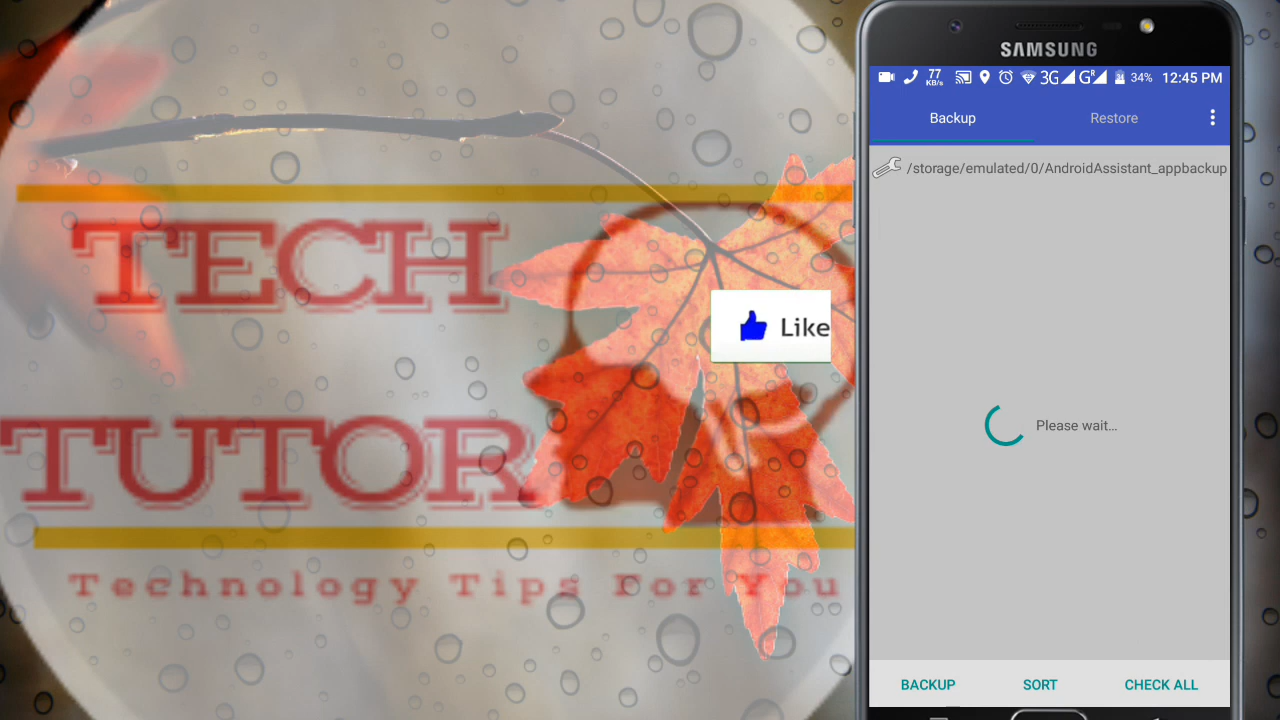 TECH
TUTOR
Technology Tips For You
Like
SAMSUNG
77 KB/s 3G G R 34% 12:45 PM
Backup Restore
/storage/emulated/0/AndroidAssistant_appbackup
Please wait...
BACKUP SORT CHECK ALL